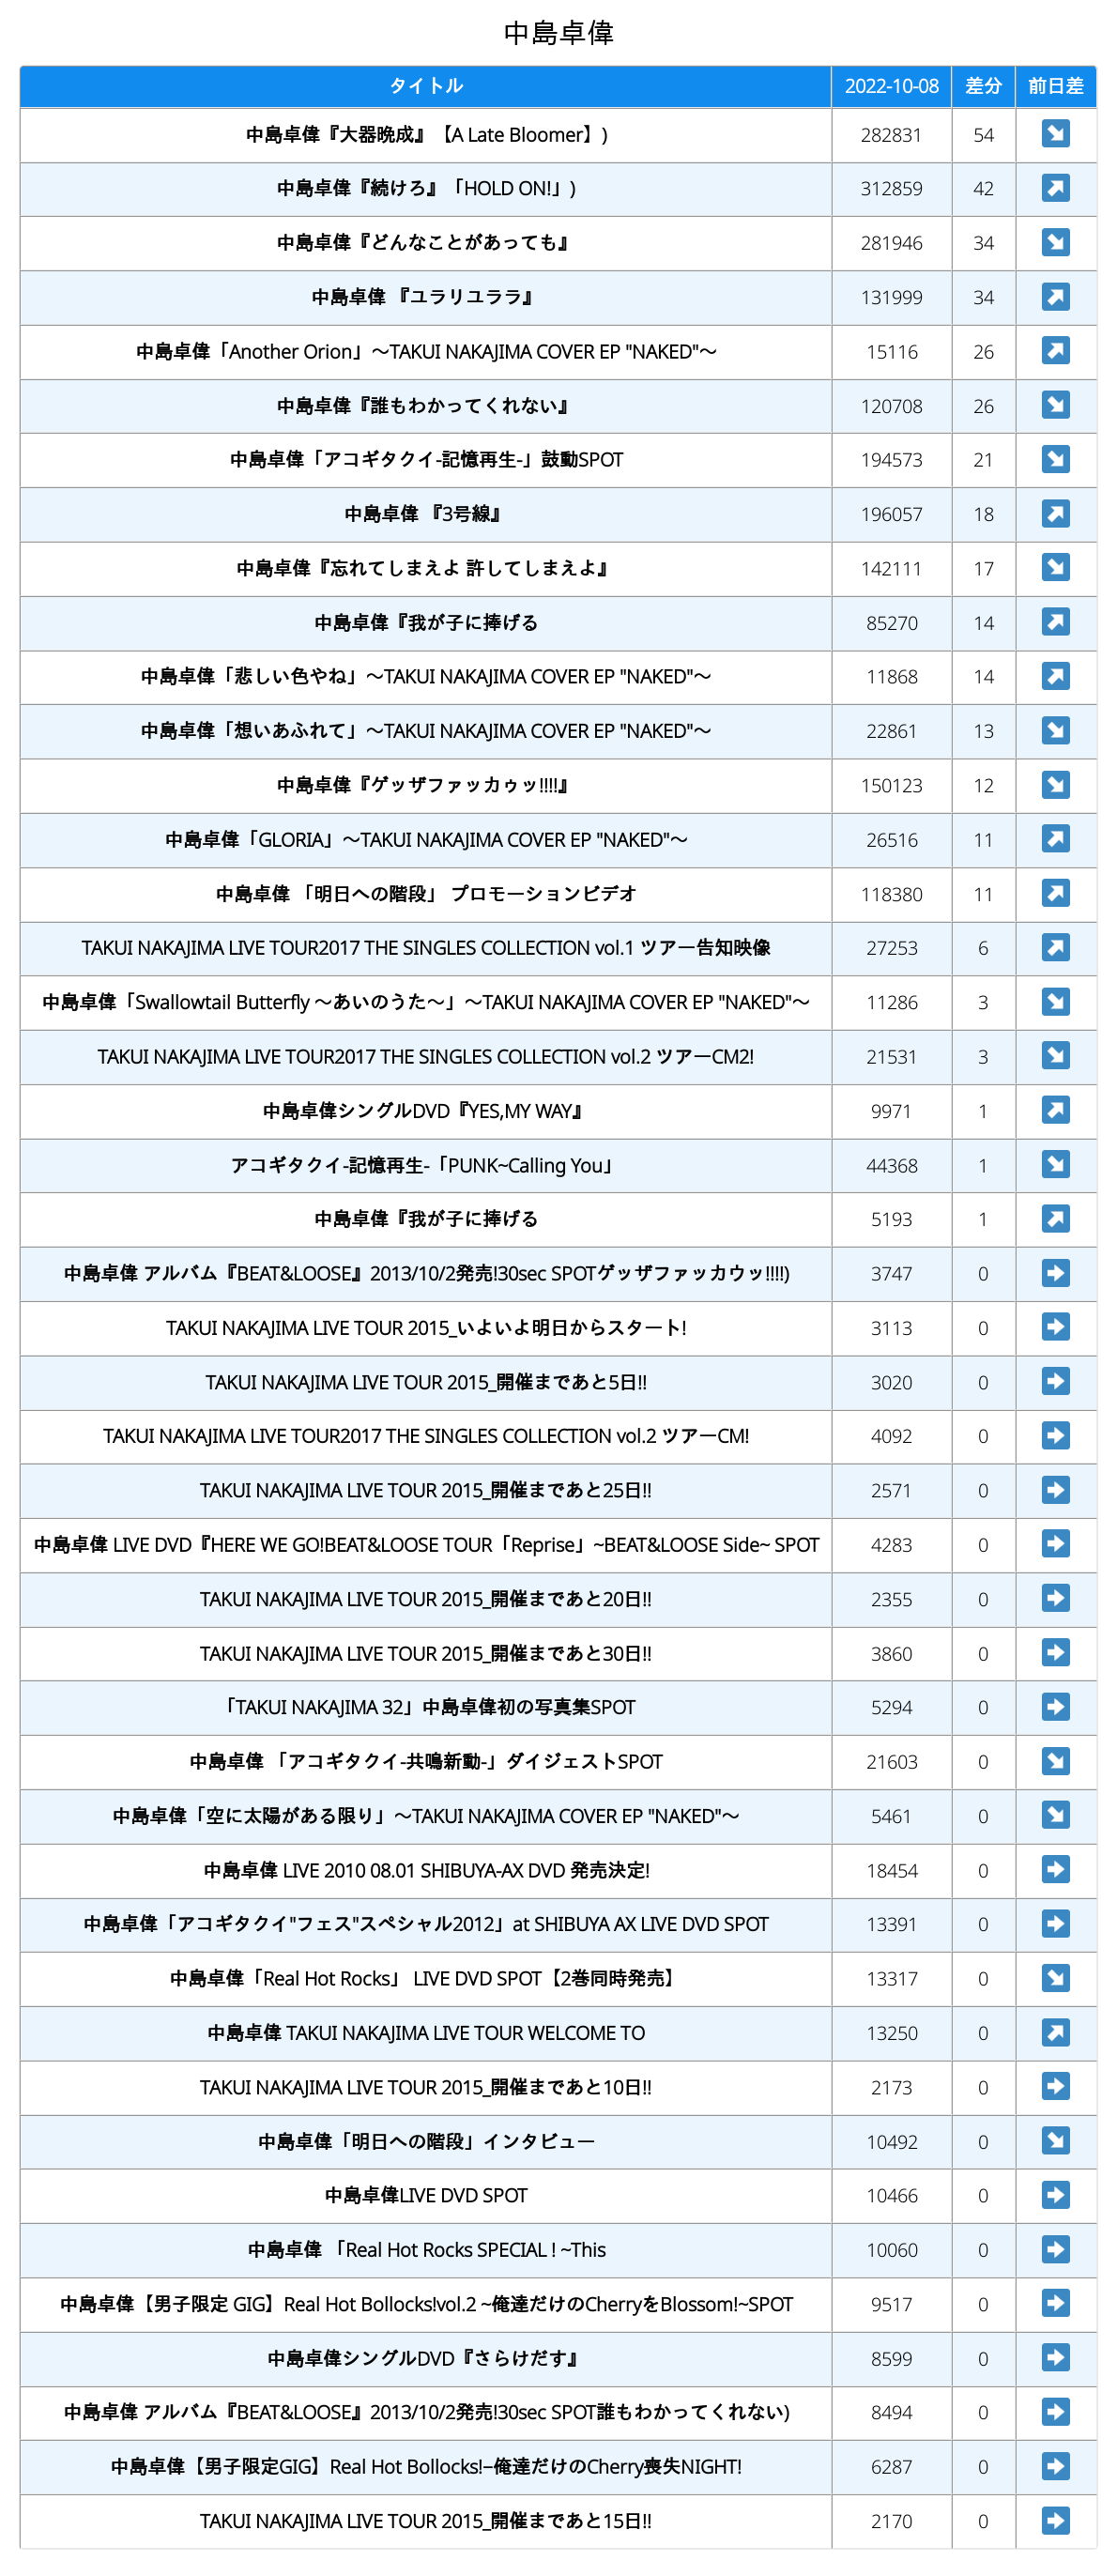 中島卓偉
タイトル 2022-10-08 差分 前日差
中島卓偉『大器晩成』【A Late Bloomer】) 282831 54 ↘
中島卓偉『続けろ』「HOLD ON!」) 312859 42 ↗
中島卓偉『どんなことがあっても』 281946 34 ↘
中島卓偉 『ユラリユララ』 131999 34 ↗
中島卓偉「Another Orion」〜TAKUI NAKAJIMA COVER EP "NAKED"〜 15116 26 ↗
中島卓偉『誰もわかってくれない』 120708 26 ↘
中島卓偉「アコギタクイ-記憶再生-」鼓動SPOT 194573 21 ↘
中島卓偉 『3号線』 196057 18 ↗
中島卓偉『忘れてしまえよ 許してしまえよ』 142111 17 ↘
中島卓偉『我が子に捧げる 85270 14 ↗
中島卓偉「悲しい色やね」〜TAKUI NAKAJIMA COVER EP "NAKED"〜 11868 14 ↗
中島卓偉「想いあふれて」〜TAKUI NAKAJIMA COVER EP "NAKED"〜 22861 13 ↘
中島卓偉『ゲッザファッカゥッ!!!!』 150123 12 ↘
中島卓偉「GLORIA」〜TAKUI NAKAJIMA COVER EP "NAKED"〜 26516 11 ↗
中島卓偉 「明日への階段」 プロモーションビデオ 118380 11 ↗
TAKUI NAKAJIMA LIVE TOUR2017 THE SINGLES COLLECTION vol.1 ツアー告知映像 27253 6 ↗
中島卓偉「Swallowtail Butterfly 〜あいのうた〜」〜TAKUI NAKAJIMA COVER EP "NAKED"〜 11286 3 ↘
TAKUI NAKAJIMA LIVE TOUR2017 THE SINGLES COLLECTION vol.2 ツアーCM2! 21531 3 ↘
中島卓偉シングルDVD『YES,MY WAY』 9971 1 ↗
アコギタクイ-記憶再生-「PUNK~Calling You」 44368 1 ↘
中島卓偉『我が子に捧げる 5193 1 ↗
中島卓偉 アルバム『BEAT&LOOSE』2013/10/2発売!30sec SPOTゲッザファッカウッ!!!!) 3747 0 ➡
TAKUI NAKAJIMA LIVE TOUR 2015_いよいよ明日からスタート! 3113 0 ➡
TAKUI NAKAJIMA LIVE TOUR 2015_開催まであと5日!! 3020 0 ➡
TAKUI NAKAJIMA LIVE TOUR2017 THE SINGLES COLLECTION vol.2 ツアーCM! 4092 0 ➡
TAKUI NAKAJIMA LIVE TOUR 2015_開催まであと25日!! 2571 0 ➡
中島卓偉 LIVE DVD『HERE WE GO!BEAT&LOOSE TOUR「Reprise」~BEAT&LOOSE Side~ SPOT 4283 0 ➡
TAKUI NAKAJIMA LIVE TOUR 2015_開催まであと20日!! 2355 0 ➡
TAKUI NAKAJIMA LIVE TOUR 2015_開催まであと30日!! 3860 0 ➡
「TAKUI NAKAJIMA 32」中島卓偉初の写真集SPOT 5294 0 ➡
中島卓偉 「アコギタクイ-共鳴新動-」ダイジェストSPOT 21603 0 ↘
中島卓偉「空に太陽がある限り」〜TAKUI NAKAJIMA COVER EP "NAKED"〜 5461 0 ↘
中島卓偉 LIVE 2010 08.01 SHIBUYA-AX DVD 発売決定! 18454 0 ➡
中島卓偉「アコギタクイ"フェス"スペシャル2012」at SHIBUYA AX LIVE DVD SPOT 13391 0 ➡
中島卓偉「Real Hot Rocks」 LIVE DVD SPOT【2巻同時発売】 13317 0 ↘
中島卓偉 TAKUI NAKAJIMA LIVE TOUR WELCOME TO 13250 0 ↗
TAKUI NAKAJIMA LIVE TOUR 2015_開催まであと10日!! 2173 0 ➡
中島卓偉「明日への階段」インタビュー 10492 0 ↘
中島卓偉LIVE DVD SPOT 10466 0 ➡
中島卓偉 「Real Hot Rocks SPECIAL ! ~This 10060 0 ➡
中島卓偉【男子限定 GIG】Real Hot Bollocks!vol.2 ~俺達だけのCherryをBlossom!~SPOT 9517 0 ➡
中島卓偉シングルDVD『さらけだす』 8599 0 ➡
中島卓偉 アルバム『BEAT&LOOSE』2013/10/2発売!30sec SPOT誰もわかってくれない) 8494 0 ➡
中島卓偉【男子限定GIG】Real Hot Bollocks!−俺達だけのCherry喪失NIGHT! 6287 0 ➡
TAKUI NAKAJIMA LIVE TOUR 2015_開催まであと15日!! 2170 0 ➡